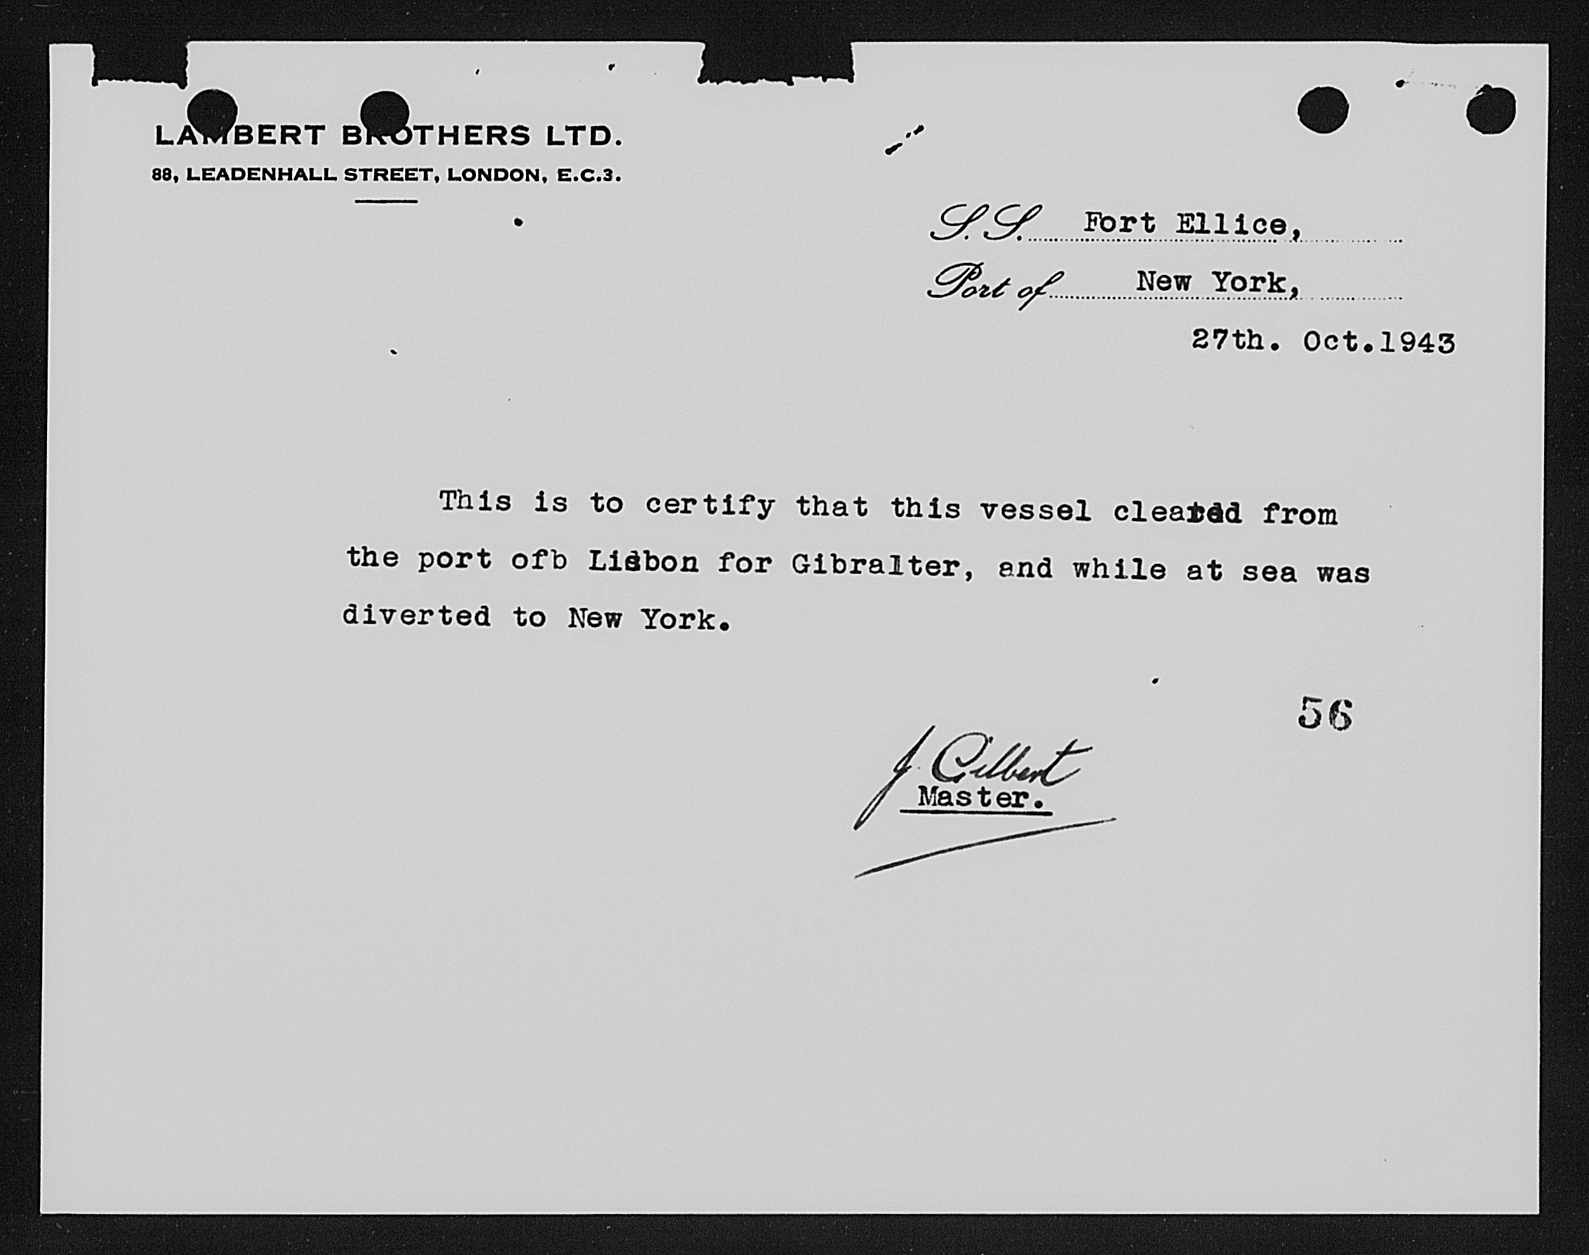 LAMBERT BROTHERS LTD.
88, LEADENHALL STREET, LONDON, E.C.3.
S.S. Fort Ellice,
Port of New York,
27th. Oct.1943
This is to certify that this vessel cleared from
the port ofb Lisbon for Gibralter, and while at sea was
diverted to New York.
56
J Gilbert
Master.